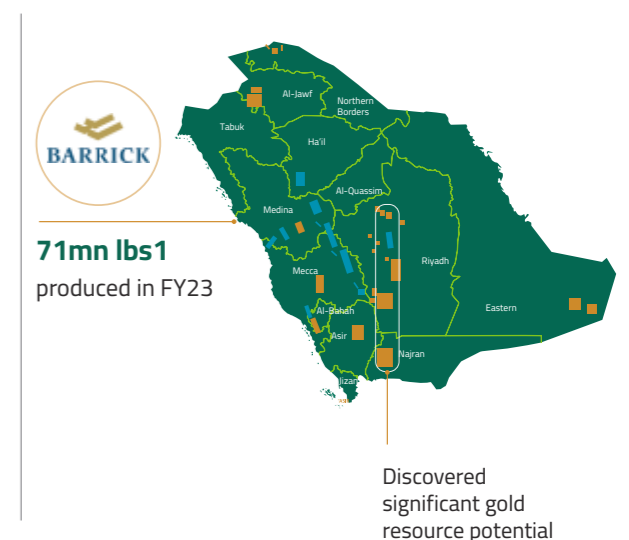 BARRICK
71mn lbs1
produced in FY23
Al-Jawf
Northern
Borders
Tabuk
Ha'il
Al-Quassim
Medina
Riyadh
Mecca
Eastern
Al-Bahah
Asir
Najran
Jizan
Discovered
significant gold
resource potential